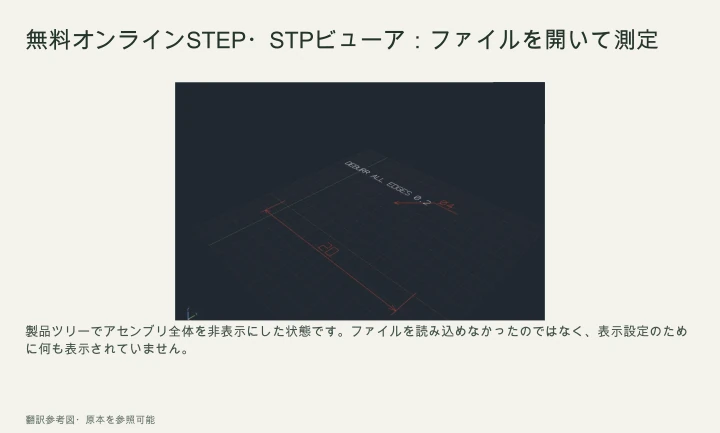 無料オンラインSTEP・STPビューア：ファイルを開いて測定
DEBURR ALL EDGES 0.2
20
製品ツリーでアセンブリ全体を非表示にした状態です。ファイルを読み込めなかったのではなく、表示設定のため
に何も表示されていません。
翻訳参考図・原本を参照可能